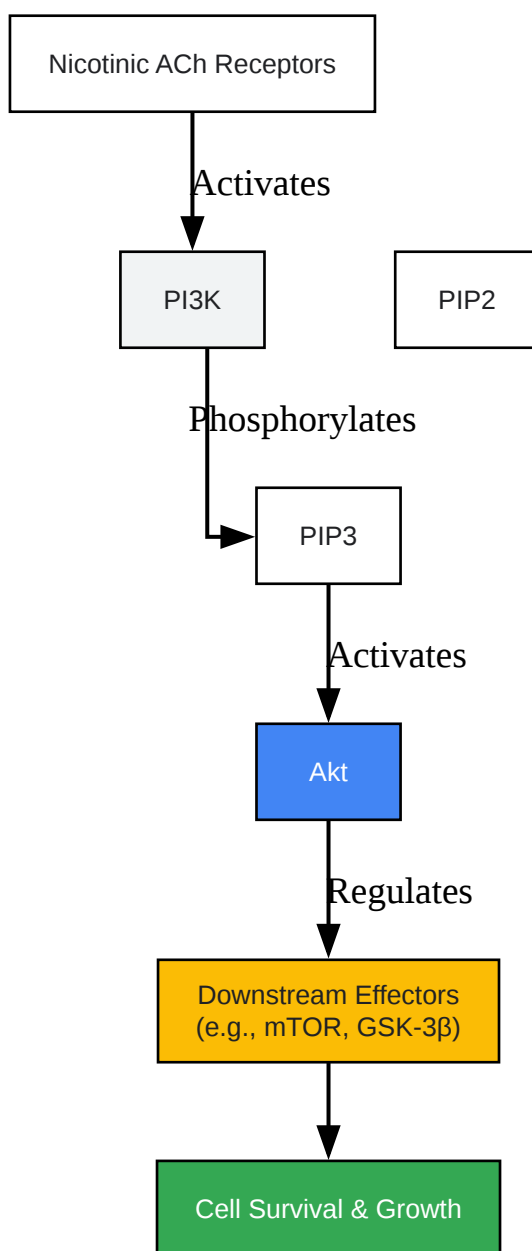 Nicotinic ACh Receptors
Activates
PI3K
PIP2
Phosphorylates
PIP3
Activates
Akt
Regulates
Downstream Effectors
(e.g., mTOR, GSK-3β)
Cell Survival & Growth